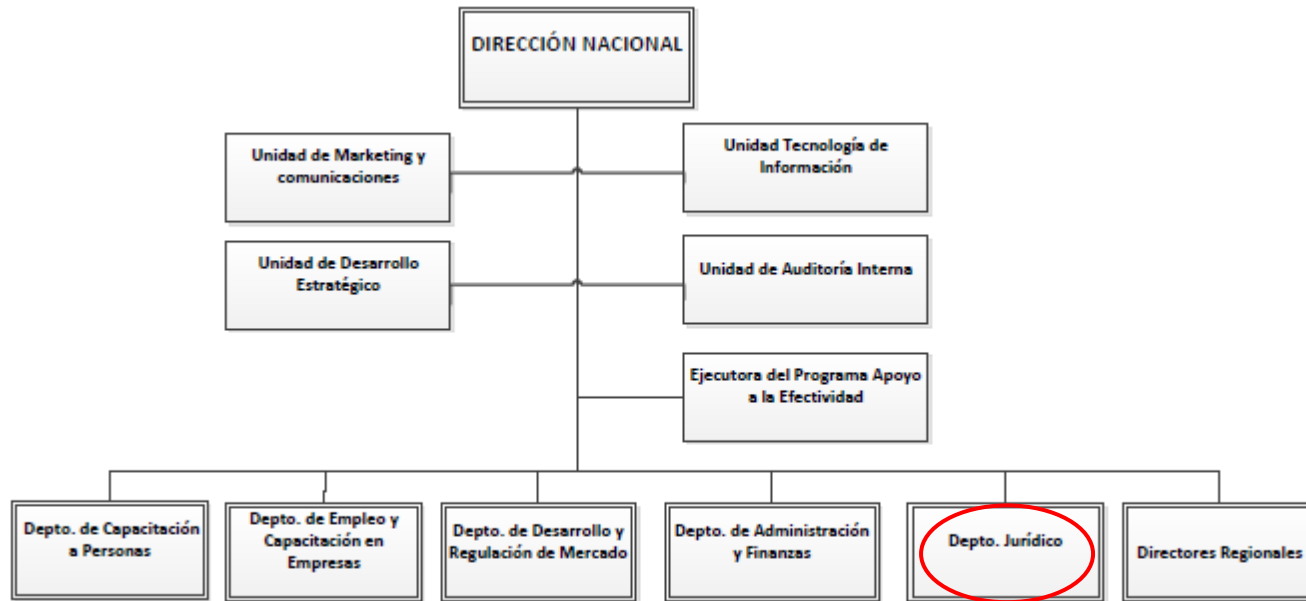 DIRECCIÓN NACIONAL
Unidad de Marketing y
comunicaciones
Unidad Tecnología de
Información
Unidad de Desarrollo
Estratégico
Unidad de Auditoría Interna
Ejecutora del Programa Apoyo
a la Efectividad
Depto. de Capacitación
a Personas
Depto. de Empleo y
Capacitación en
Empresas
Depto. de Desarrollo y
Regulación de Mercado
Depto. de Administración
y Finanzas
Depto. Jurídico
Directores Regionales